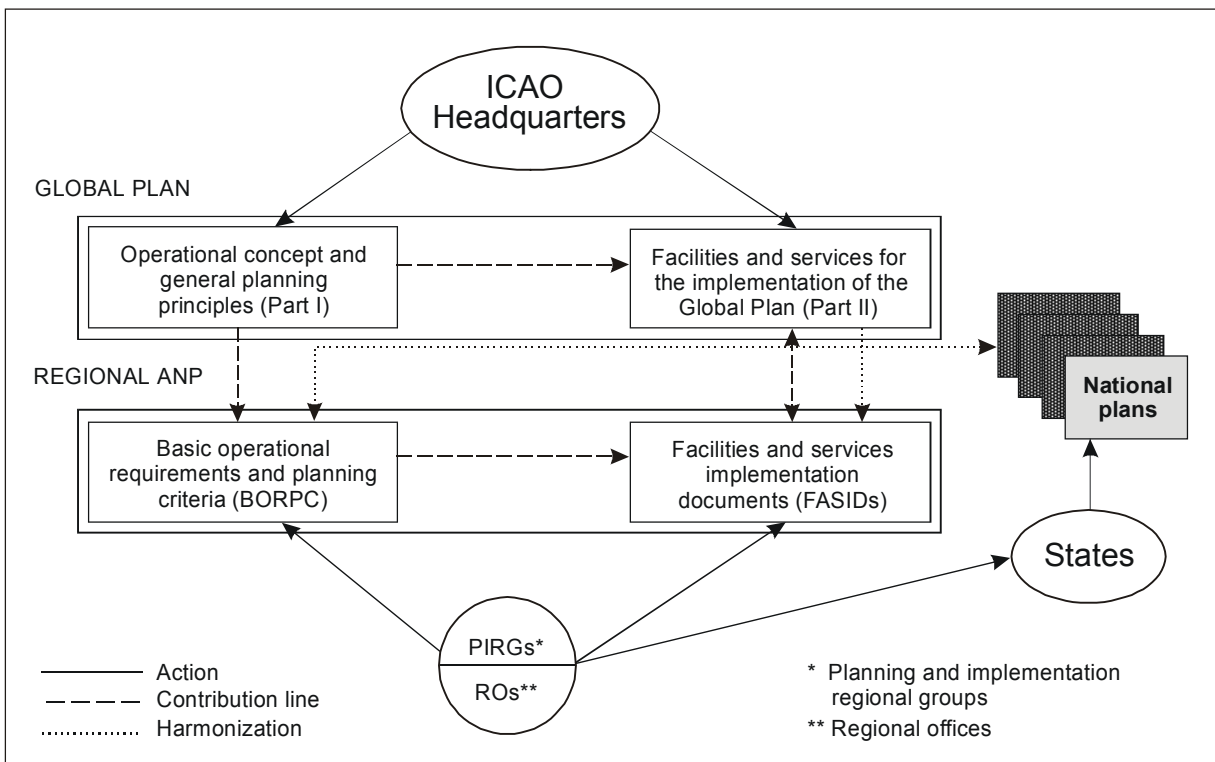 ICAO
Headquarters
GLOBAL PLAN
Operational concept and
general planning
principles (Part I)
Facilities and services for
the implementation of the
Global Plan (Part II)
REGIONAL ANP
National
plans
Basic operational
requirements and planning
criteria (BORPC)
Facilities and services
implementation
documents (FASIDs)
States
PIRGs*
ROs**
Action
Contribution line
Harmonization
* Planning and implementation
regional groups
** Regional offices